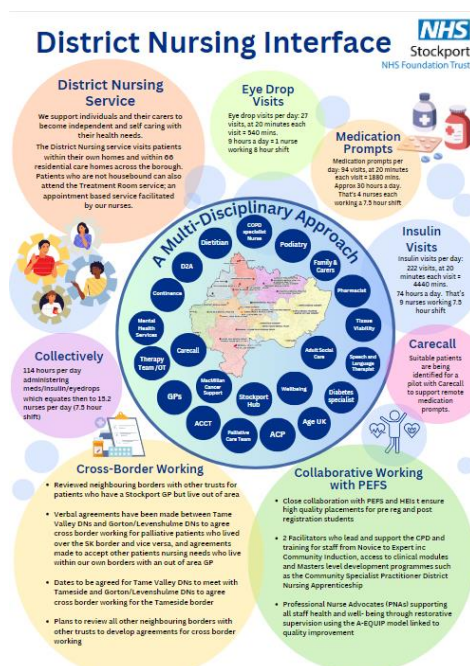 District Nursing Interface
NHS
Stockport
NHS Foundation Trust
District Nursing
Service
We support individuals and their carers to
become independent and self caring with
their health needs.
The District Nursing service visits patients
within their own homes and within 66
residential care homes across the borough.
Patients who are not housebound can also
attend the Treatment Room service; an
appointment based service facilitated
by our nurses.
Eye Drop
Visits
Eye drop visits per day: 27
visits, at 20 minutes each
visit = 540 mins.
9 hours a day = 1 nurse
working 8 hour shift
Medication
Prompts
Medication prompts per
day: 94 visits, at 20 minutes
each visit = 1880 mins.
Approx 30 hours a day.
That's 4 nurses each
working a 7.5 hour shift
Insulin
Visits
Insulin visits per day:
222 visits, at 20
minutes each visit =
4440 mins.
74 hours a day. That's
9 nurses working 7.5
hour shift
A Multi-Disciplinary Approach
COPD
specialist
Nurse
Dietitian
Podiatry
D2A
Family &
Carers
Continence
Pharmacist
Mental
Health
Services
Tissue
Viability
Therapy
Team /OT
Carecall
Adult Social
Care
Speech and
Language
Therapist
GPs
MacMillan
Cancer
Support
Stockport
Hub
Wellbeing
Diabetes
specialist
ACCT
Palliative
Care Team
ACP
Age UK
Collectively
114 hours per day
administering
meds/insulin/eyedrops
which equates then to 15.2
nurses per day (7.5 hour
shift)
Carecall
Suitable patients
are being
identified for a
pilot with Carecall
to support remote
medication
prompts.
Cross-Border Working
• Reviewed neighbouring borders with other trusts for
patients who have a Stockport GP but live out of area
• Verbal agreements have been made between Tame
Valley DNs and Gorton/Levenshulme DNs to agree
cross border working for palliative patients who lived
over the SK border and vice versa, and agreements
made to accept other patients nursing needs who live
within our own borders with an out of area GP
• Dates to be agreed for Tame Valley DNs to meet with
Tameside and Gorton/Levenshulme DNs to agree
cross border working for the Tameside border
• Plans to review all other neighbouring borders with
other trusts to develop agreements for cross border
working
Collaborative Working
with PEFS
• Close collaboration with PEFS and HEIs t ensure
high quality placements for pre reg and post
registration students
• 2 Facilitators who lead and support the CPD and
training for staff from Novice to Expert inc
Community Induction, access to clinical modules
and Masters level development programmes such
as the Community Specialist Practitioner District
Nursing Apprenticeship
• Professional Nurse Advocates (PNAs) supporting
all staff health and well- being through restorative
supervision using the A-EQUIP model linked to
quality improvement